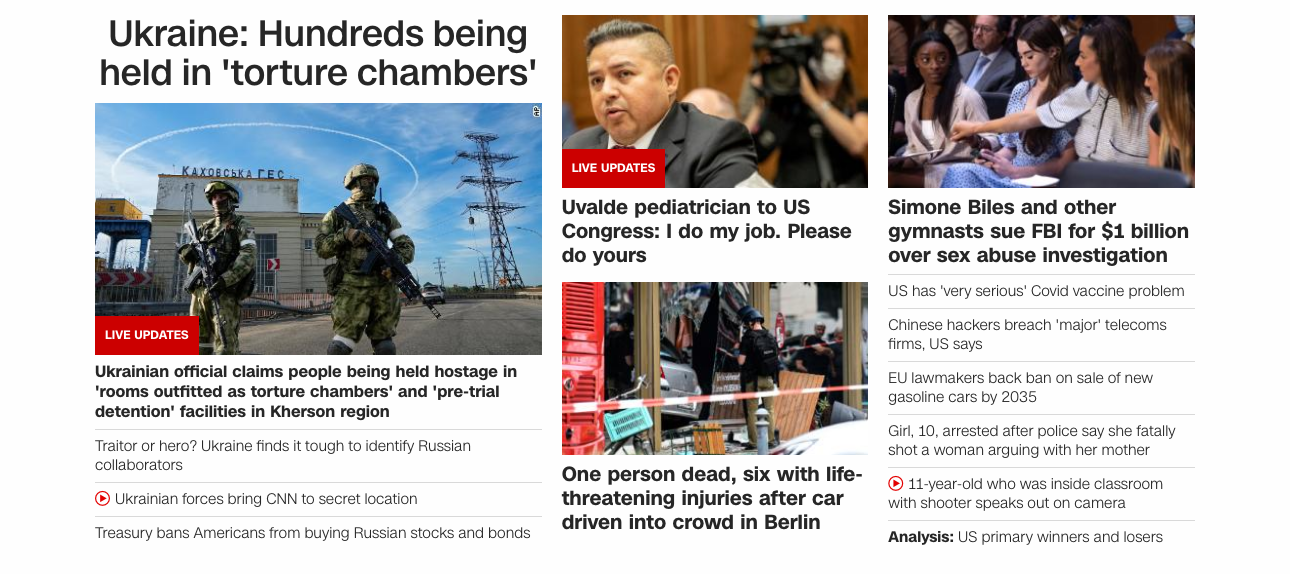 Ukraine: Hundreds being
held in 'torture chambers'
КАХОВСЬКА ГЕС
LIVE UPDATES
Ukrainian official claims people being held hostage in
'rooms outfitted as torture chambers' and 'pre-trial
detention' facilities in Kherson region
Traitor or hero? Ukraine finds it tough to identify Russian
collaborators
Ukrainian forces bring CNN to secret location
Treasury bans Americans from buying Russian stocks and bonds
LIVE UPDATES
Uvalde pediatrician to US
Congress: I do my job. Please
do yours
One person dead, six with life-
threatening injuries after car
driven into crowd in Berlin
Simone Biles and other
gymnasts sue FBI for $1 billion
over sex abuse investigation
US has 'very serious' Covid vaccine problem
Chinese hackers breach 'major' telecoms
firms, US says
EU lawmakers back ban on sale of new
gasoline cars by 2035
Girl, 10, arrested after police say she fatally
shot a woman arguing with her mother
11-year-old who was inside classroom
with shooter speaks out on camera
Analysis: US primary winners and losers